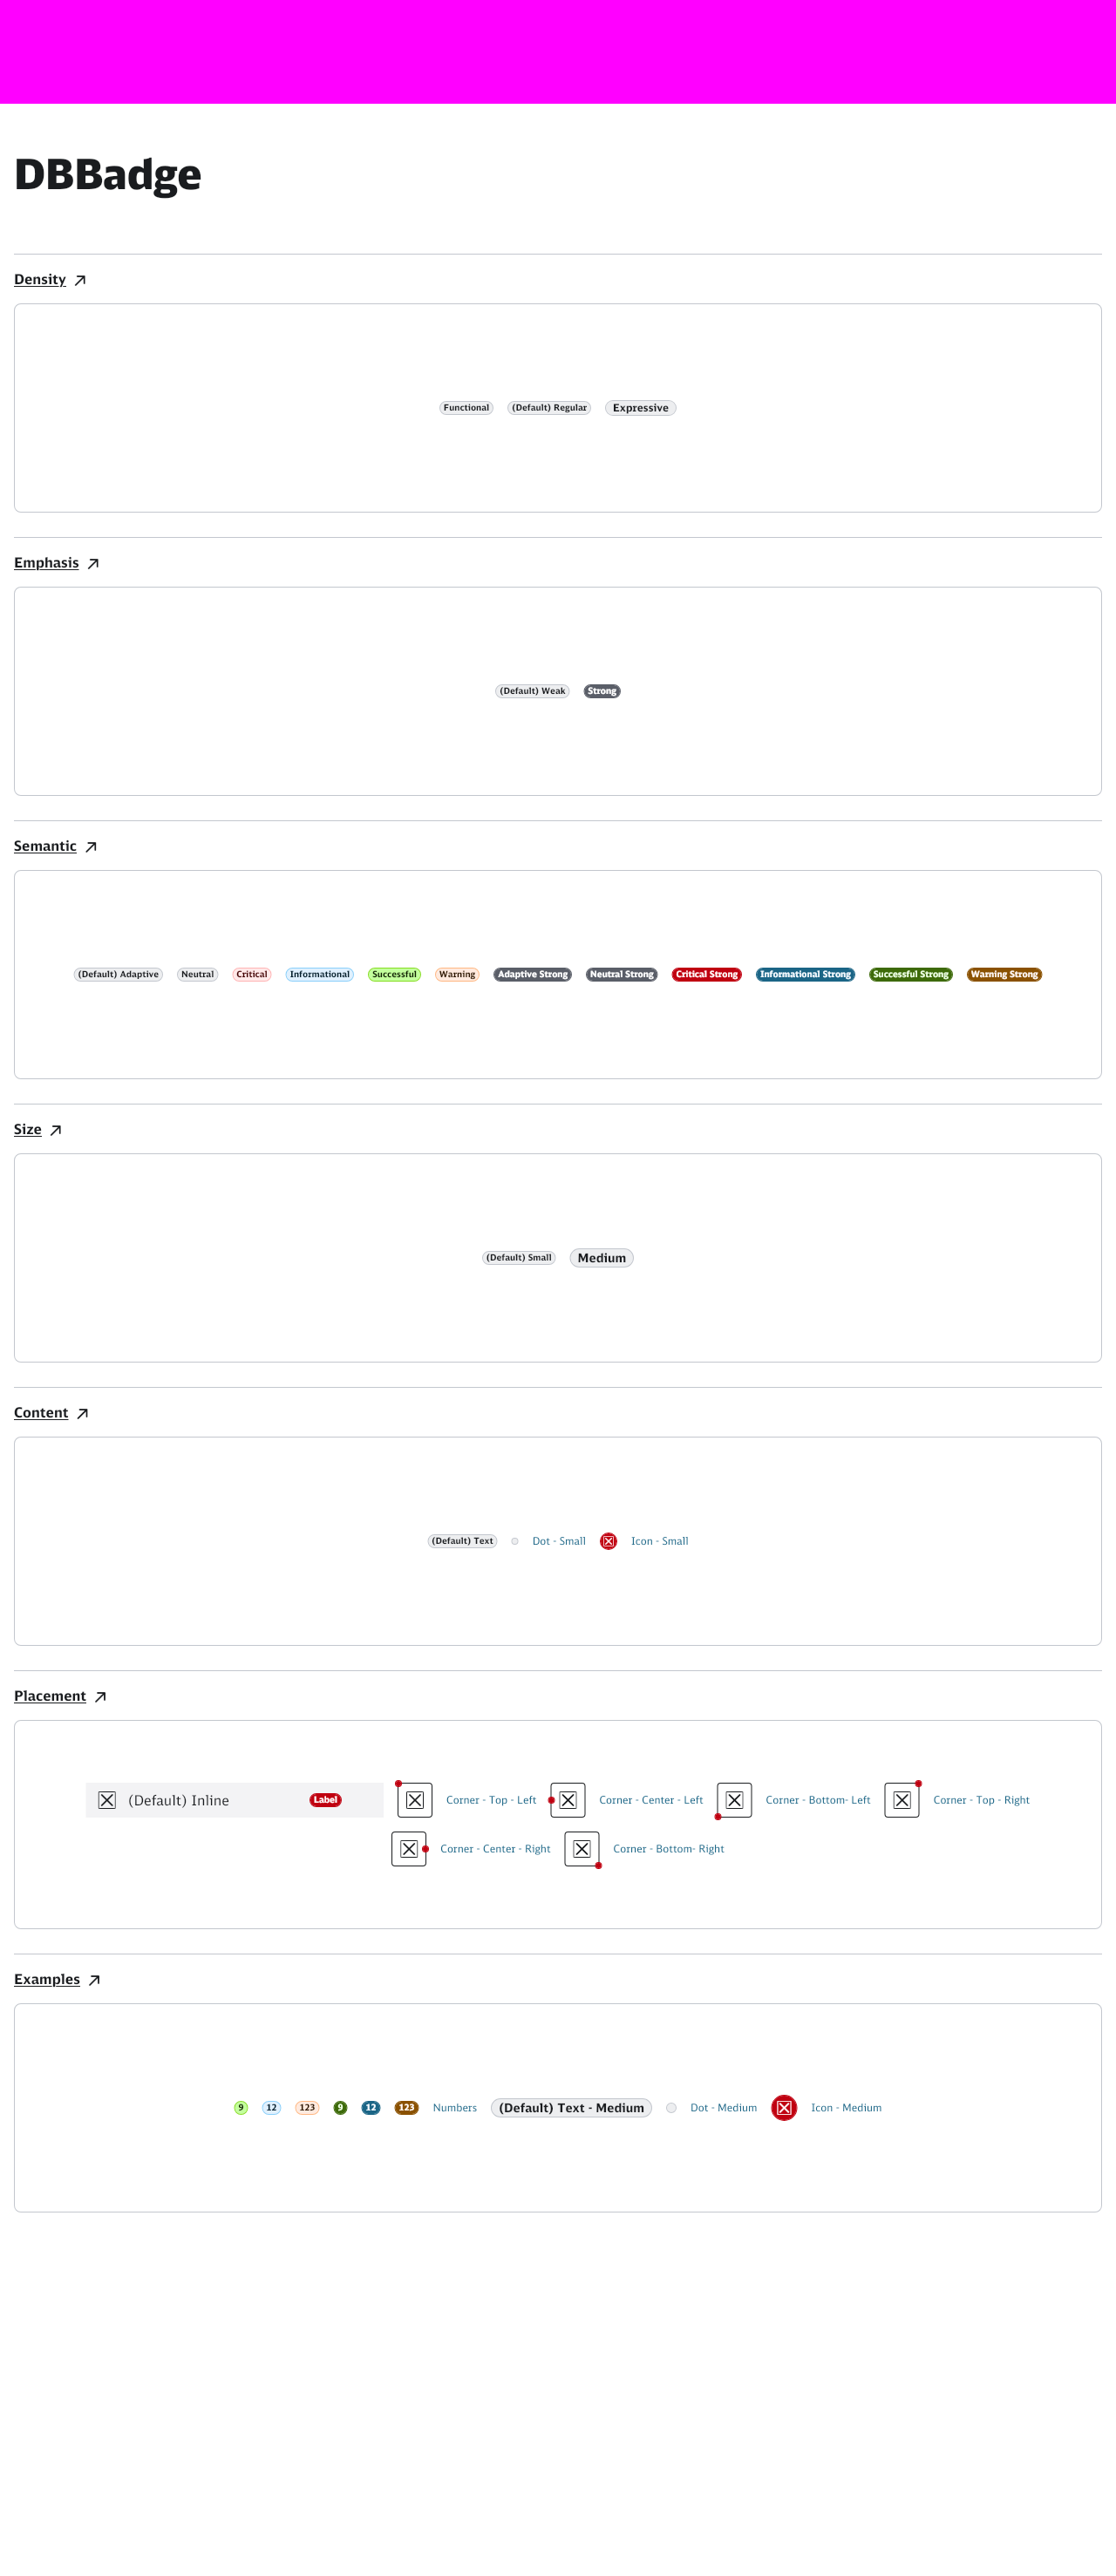 DBBadge
Density
Functional (Default) Regular Expressive
Emphasis
(Default) Weak Strong
Semantic
(Default) Adaptive Neutral Critical Informational Successful Warning Adaptive Strong Neutral Strong Critical Strong Informational Strong Successful Strong Warning Strong
Size
(Default) Small Medium
Content
(Default) Text Dot - Small Icon - Small
Placement
(Default) Inline Label Corner - Top - Left Corner - Center - Left Corner - Bottom- Left Corner - Top - Right
Corner - Center - Right Corner - Bottom- Right
Examples
9 12 123 9 12 123 Numbers (Default) Text - Medium Dot - Medium Icon - Medium